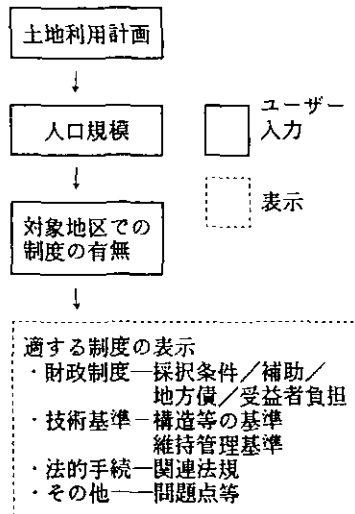 土地利用計画
↓
人口規模
ユーザー
入力
↓
表示
対象地区での
制度の有無
↓
適する制度の表示
・財政制度―採択条件／補助／
地方債／受益者負担
・技術基準－構造等の基準
維持管理基準
・法的手続―関連法規
・その他――問題点等